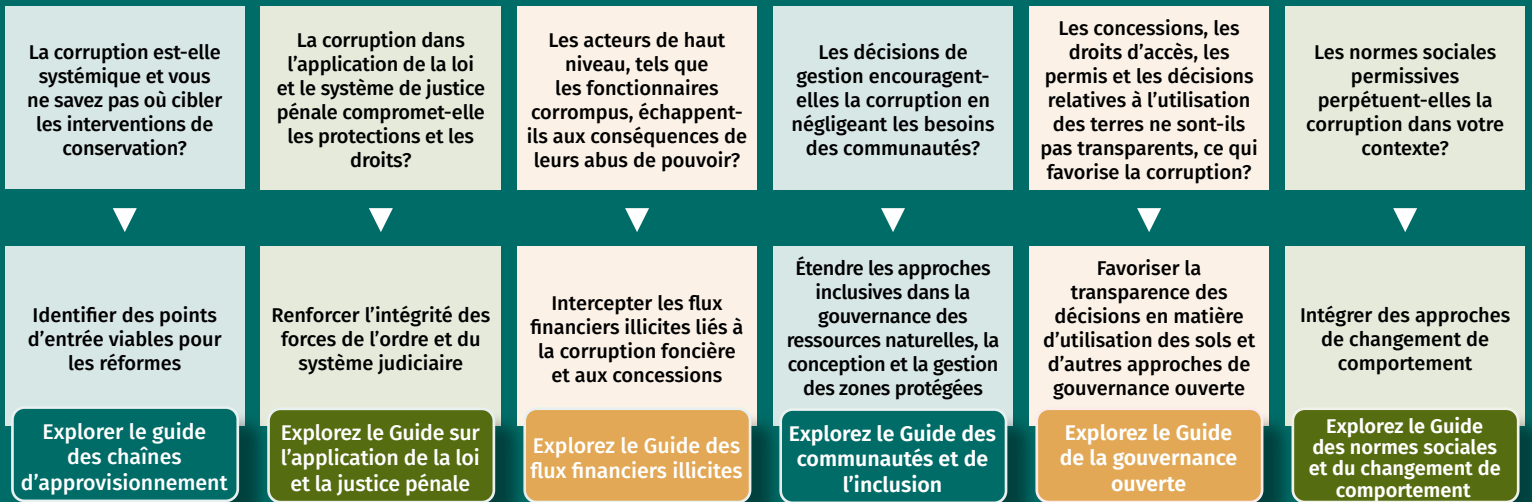 La corruption est-elle
systémique et vous
ne savez pas où cibler
les interventions de
conservation?
La corruption dans
l'application de la loi
et le système de justice
pénale compromet-elle
les protections et les
droits?
Les acteurs de haut
niveau, tels que
les fonctionnaires
corrompus, échappent-
ils aux conséquences de
leurs abus de pouvoir?
Les décisions de
gestion encouragent-
elles la corruption en
négligeant les besoins
des communautés?
Les concessions, les
droits d'accès, les
permis et les décisions
relatives à l'utilisation
des terres ne sont-ils
pas transparents, ce qui
favorise la corruption?
Les normes sociales
permissives
perpétuent-elles la
corruption dans votre
contexte?
Identifier des points
d'entrée viables pour
les réformes
Renforcer l'intégrité des
forces de l'ordre et du
système judiciaire
Intercepter les flux
financiers illicites liés à
la corruption foncière
et aux concessions
Étendre les approches
inclusives dans la
gouvernance des
ressources naturelles, la
conception et la gestion
des zones protégées
Favoriser la
transparence des
décisions en matière
d'utilisation des sols et
d'autres approches de
gouvernance ouverte
Intégrer des approches
de changement de
comportement
Explorer le guide
des chaînes
d'approvisionnement
Explorez le Guide sur
l'application de la loi
et la justice pénale
Explorez le Guide des
flux financiers illicites
Explorez le Guide des
communautés et de
l'inclusion
Explorez le Guide
de la gouvernance
ouverte
Explorez le Guide
des normes sociales
et du changement de
comportement